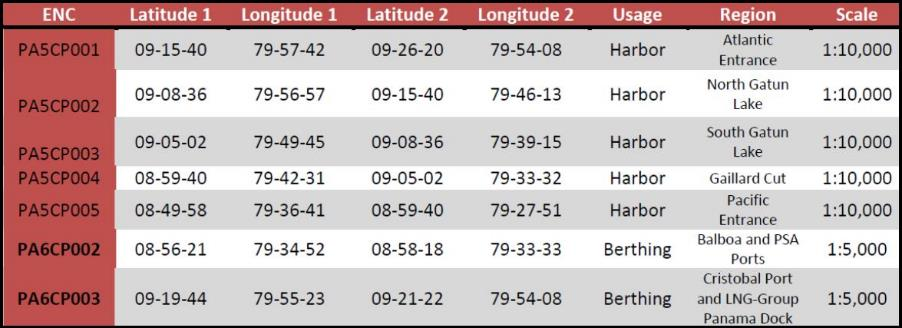 ENC Latitude 1 Longitude 1 Latitude 2 Longitude 2 Usage Region Scale
PA5CP001 09-15-40 79-57-42 09-26-20 79-54-08 Harbor Atlantic Entrance 1:10,000
PA5CP002 09-08-36 79-56-57 09-15-40 79-46-13 Harbor North Gatun Lake 1:10,000
PA5CP003 09-05-02 79-49-45 09-08-36 79-39-15 Harbor South Gatun Lake 1:10,000
PA5CP004 08-59-40 79-42-31 09-05-02 79-33-32 Harbor Gaillard Cut 1:10,000
PA5CP005 08-49-58 79-36-41 08-59-40 79-27-51 Harbor Pacific Entrance 1:10,000
PA6CP002 08-56-21 79-34-52 08-58-18 79-33-33 Berthing Balboa and PSA Ports 1:5,000
PA6CP003 09-19-44 79-55-23 09-21-22 79-54-08 Berthing Cristobal Port and LNG-Group Panama Dock 1:5,000